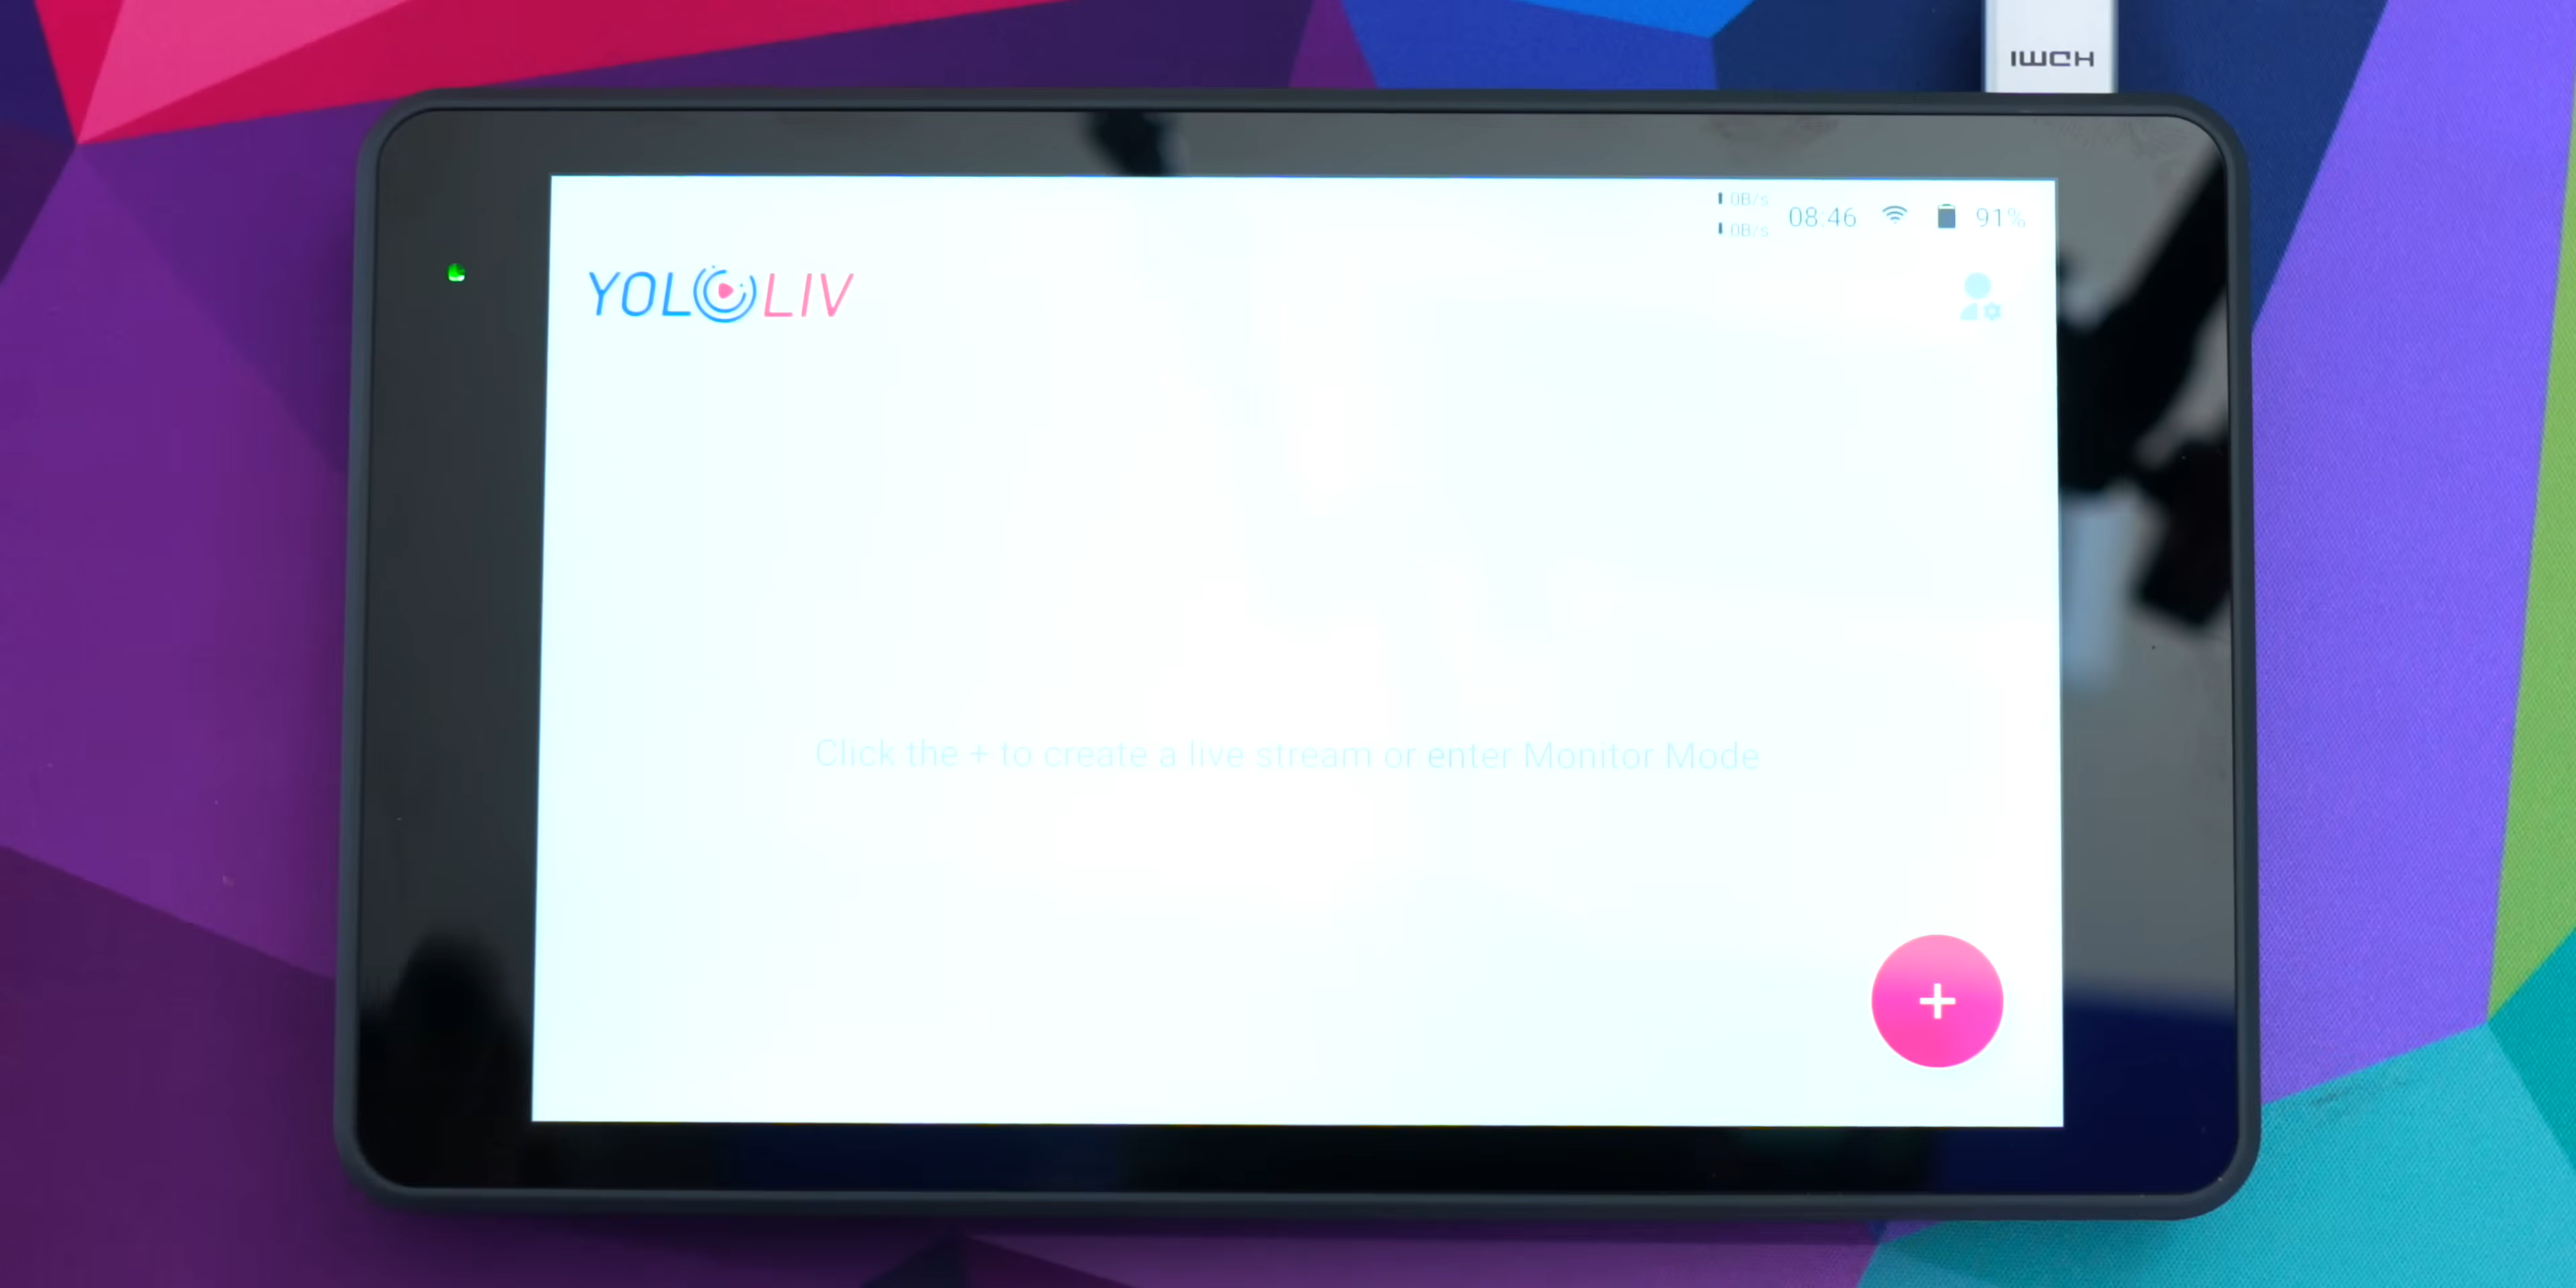 HDMI
0B/s
0B/s
08:46
91%
YOLOLIV
Click the + to create a live stream or enter Monitor Mode
+